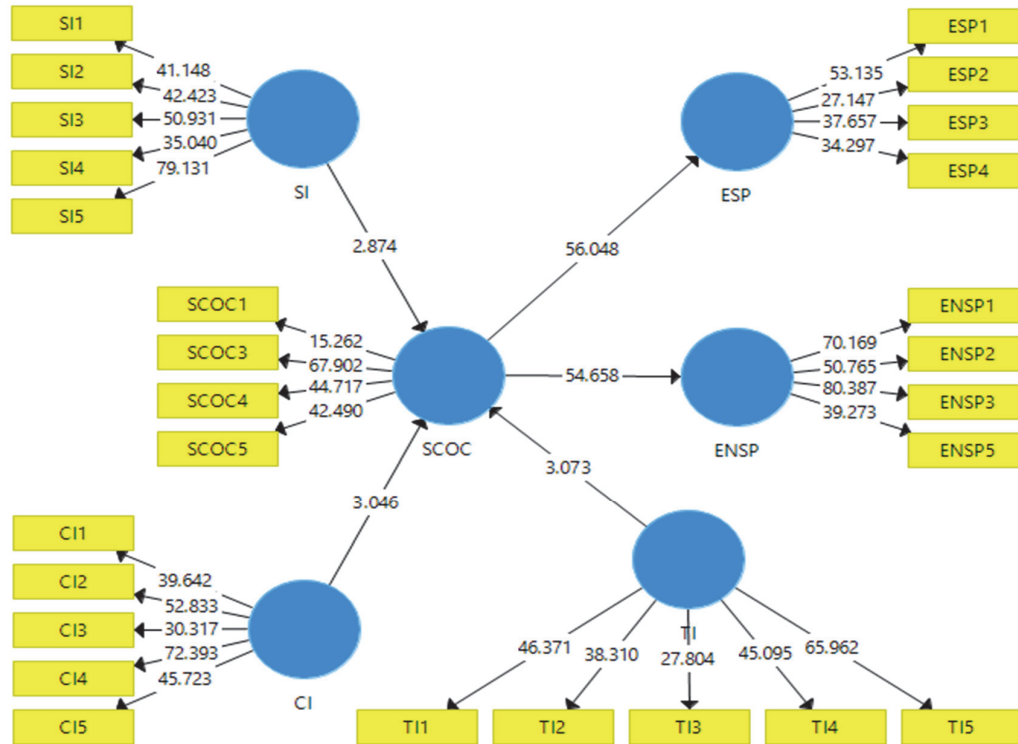 SI1
SI2
SI3
SI4
SI5
41.148
42.423
50.931
35.040
79.131
SI
ESP1
ESP2
ESP3
ESP4
53.135
27.147
37.657
34.297
ESP
2.874
56.048
SCOC1
SCOC3
SCOC4
SCOC5
15.262
67.902
44.717
42.490
SCOC
54.658
ENSP1
ENSP2
ENSP3
ENSP5
70.169
50.765
80.387
39.273
ENSP
3.046
3.073
CI1
CI2
CI3
CI4
CI5
39.642
52.833
30.317
72.393
45.723
CI
TI
46.371
38.310
27.804
45.095
65.962
TI1
TI2
TI3
TI4
TI5